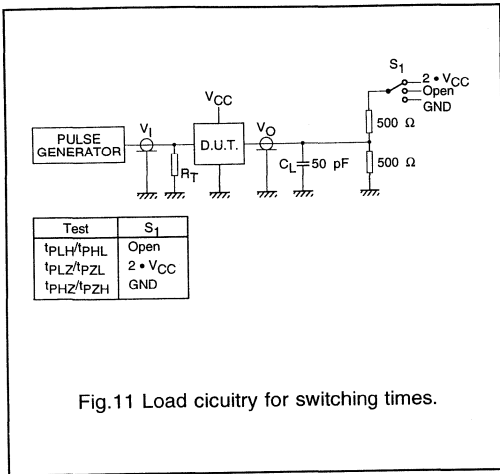 S1
2 • VCC
Open
GND
VCC
500 Ω
PULSE
GENERATOR
VI
D.U.T.
VO
RT
CL
50 pF
500 Ω
Test S1
tPLH/tPHL Open
tPLZ/tPZL 2 • VCC
tPHZ/tPZH GND
Fig.11 Load cicuitry for switching times.